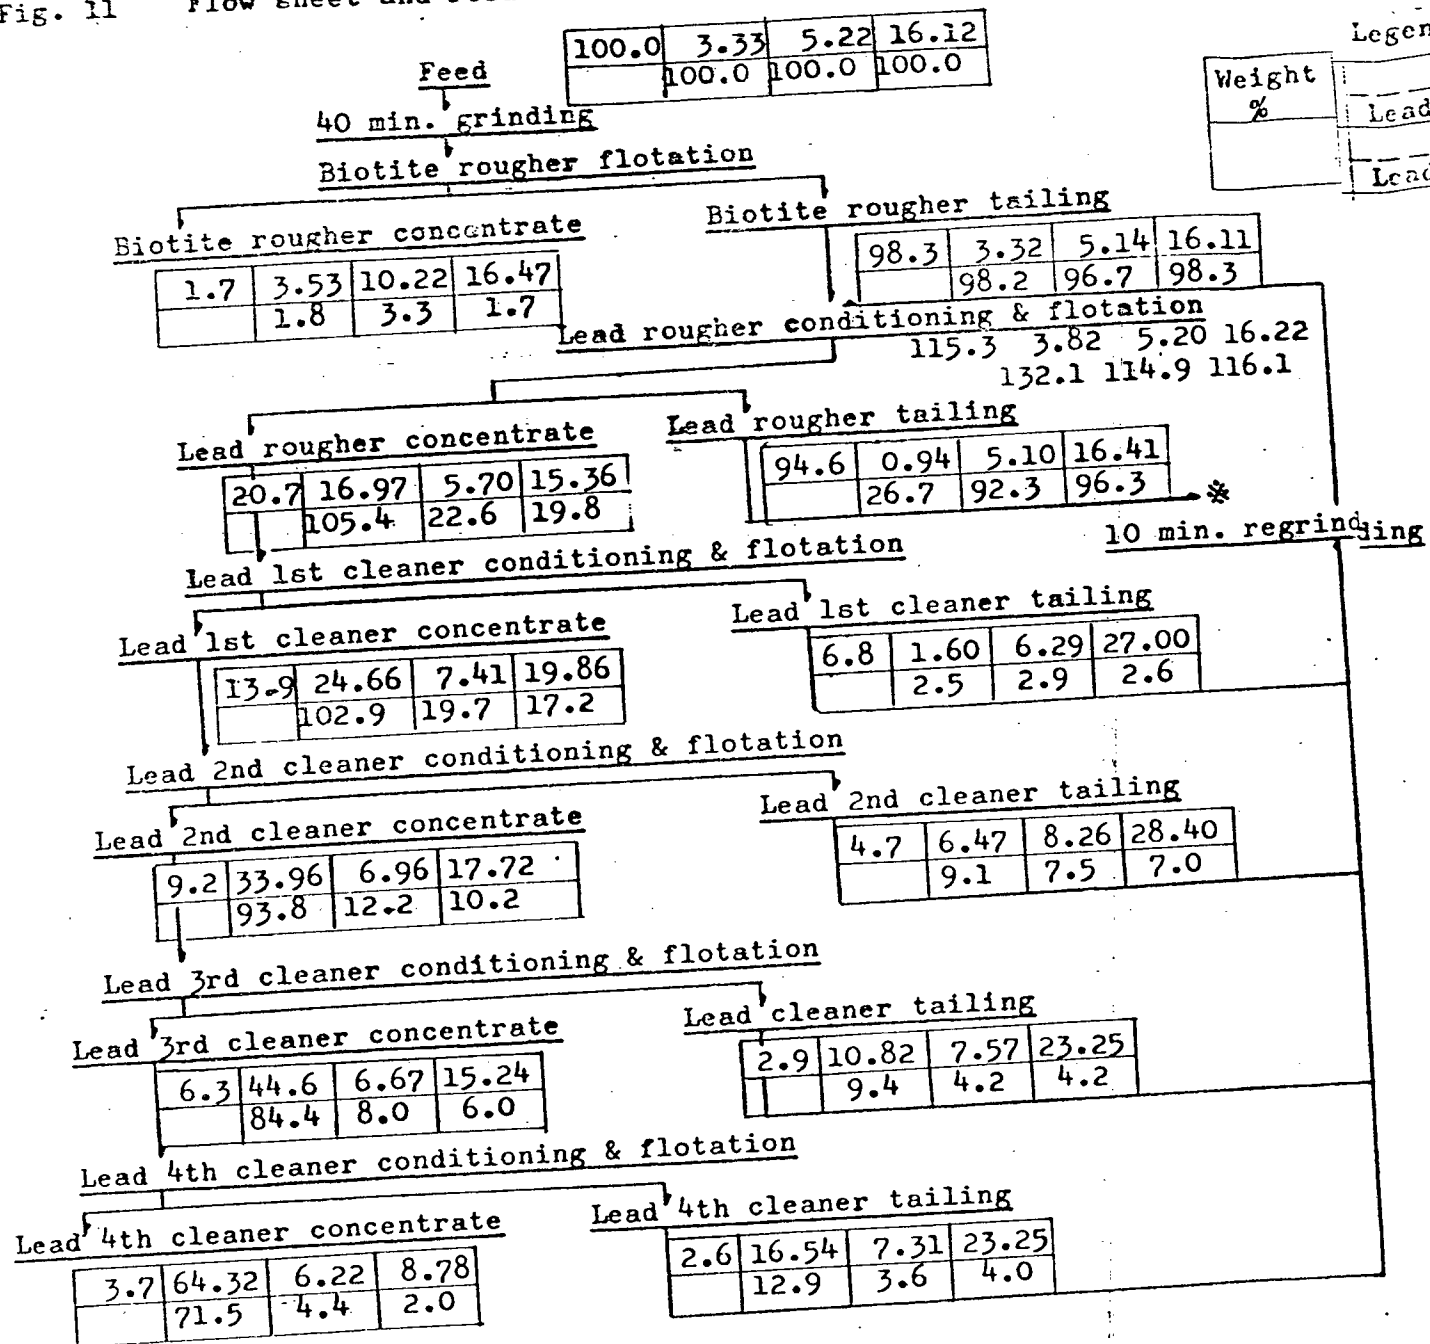 Fig. 11 Flow sheet and
Legen
Weight
%
Lead
Lead
100.0 3.33 5.22 16.12
100.0 100.0 100.0
Feed
40 min. grinding
Biotite rougher flotation
Biotite rougher concentrate
1.7 3.53 10.22 16.47
1.8 3.3 1.7
Biotite rougher tailing
98.3 3.32 5.14 16.11
98.2 96.7 98.3
Lead rougher conditioning & flotation
115.3 3.82 5.20 16.22
132.1 114.9 116.1
Lead rougher concentrate
20.7 16.97 5.70 15.36
105.4 22.6 19.8
Lead rougher tailing
94.6 0.94 5.10 16.41
26.7 92.3 96.3
※
10 min. regrinding
Lead 1st cleaner conditioning & flotation
Lead 1st cleaner concentrate
13.9 24.66 7.41 19.86
102.9 19.7 17.2
Lead 1st cleaner tailing
6.8 1.60 6.29 27.00
2.5 2.9 2.6
Lead 2nd cleaner conditioning & flotation
Lead 2nd cleaner concentrate
9.2 33.96 6.96 17.72
93.8 12.2 10.2
Lead 2nd cleaner tailing
4.7 6.47 8.26 28.40
9.1 7.5 7.0
Lead 3rd cleaner conditioning & flotation
Lead 3rd cleaner concentrate
6.3 44.6 6.67 15.24
84.4 8.0 6.0
Lead cleaner tailing
2.9 10.82 7.57 23.25
9.4 4.2 4.2
Lead 4th cleaner conditioning & flotation
Lead 4th cleaner concentrate
3.7 64.32 6.22 8.78
71.5 4.4 2.0
Lead 4th cleaner tailing
2.6 16.54 7.31 23.25
12.9 3.6 4.0